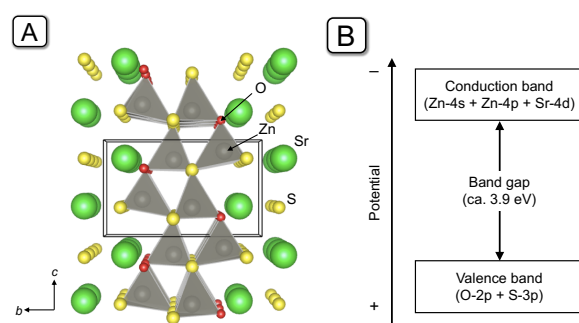 A
O
Zn
Sr
S
c
b
B
−
Potential
+
Conduction band
(Zn-4s + Zn-4p + Sr-4d)
Band gap
(ca. 3.9 eV)
Valence band
(O-2p + S-3p)